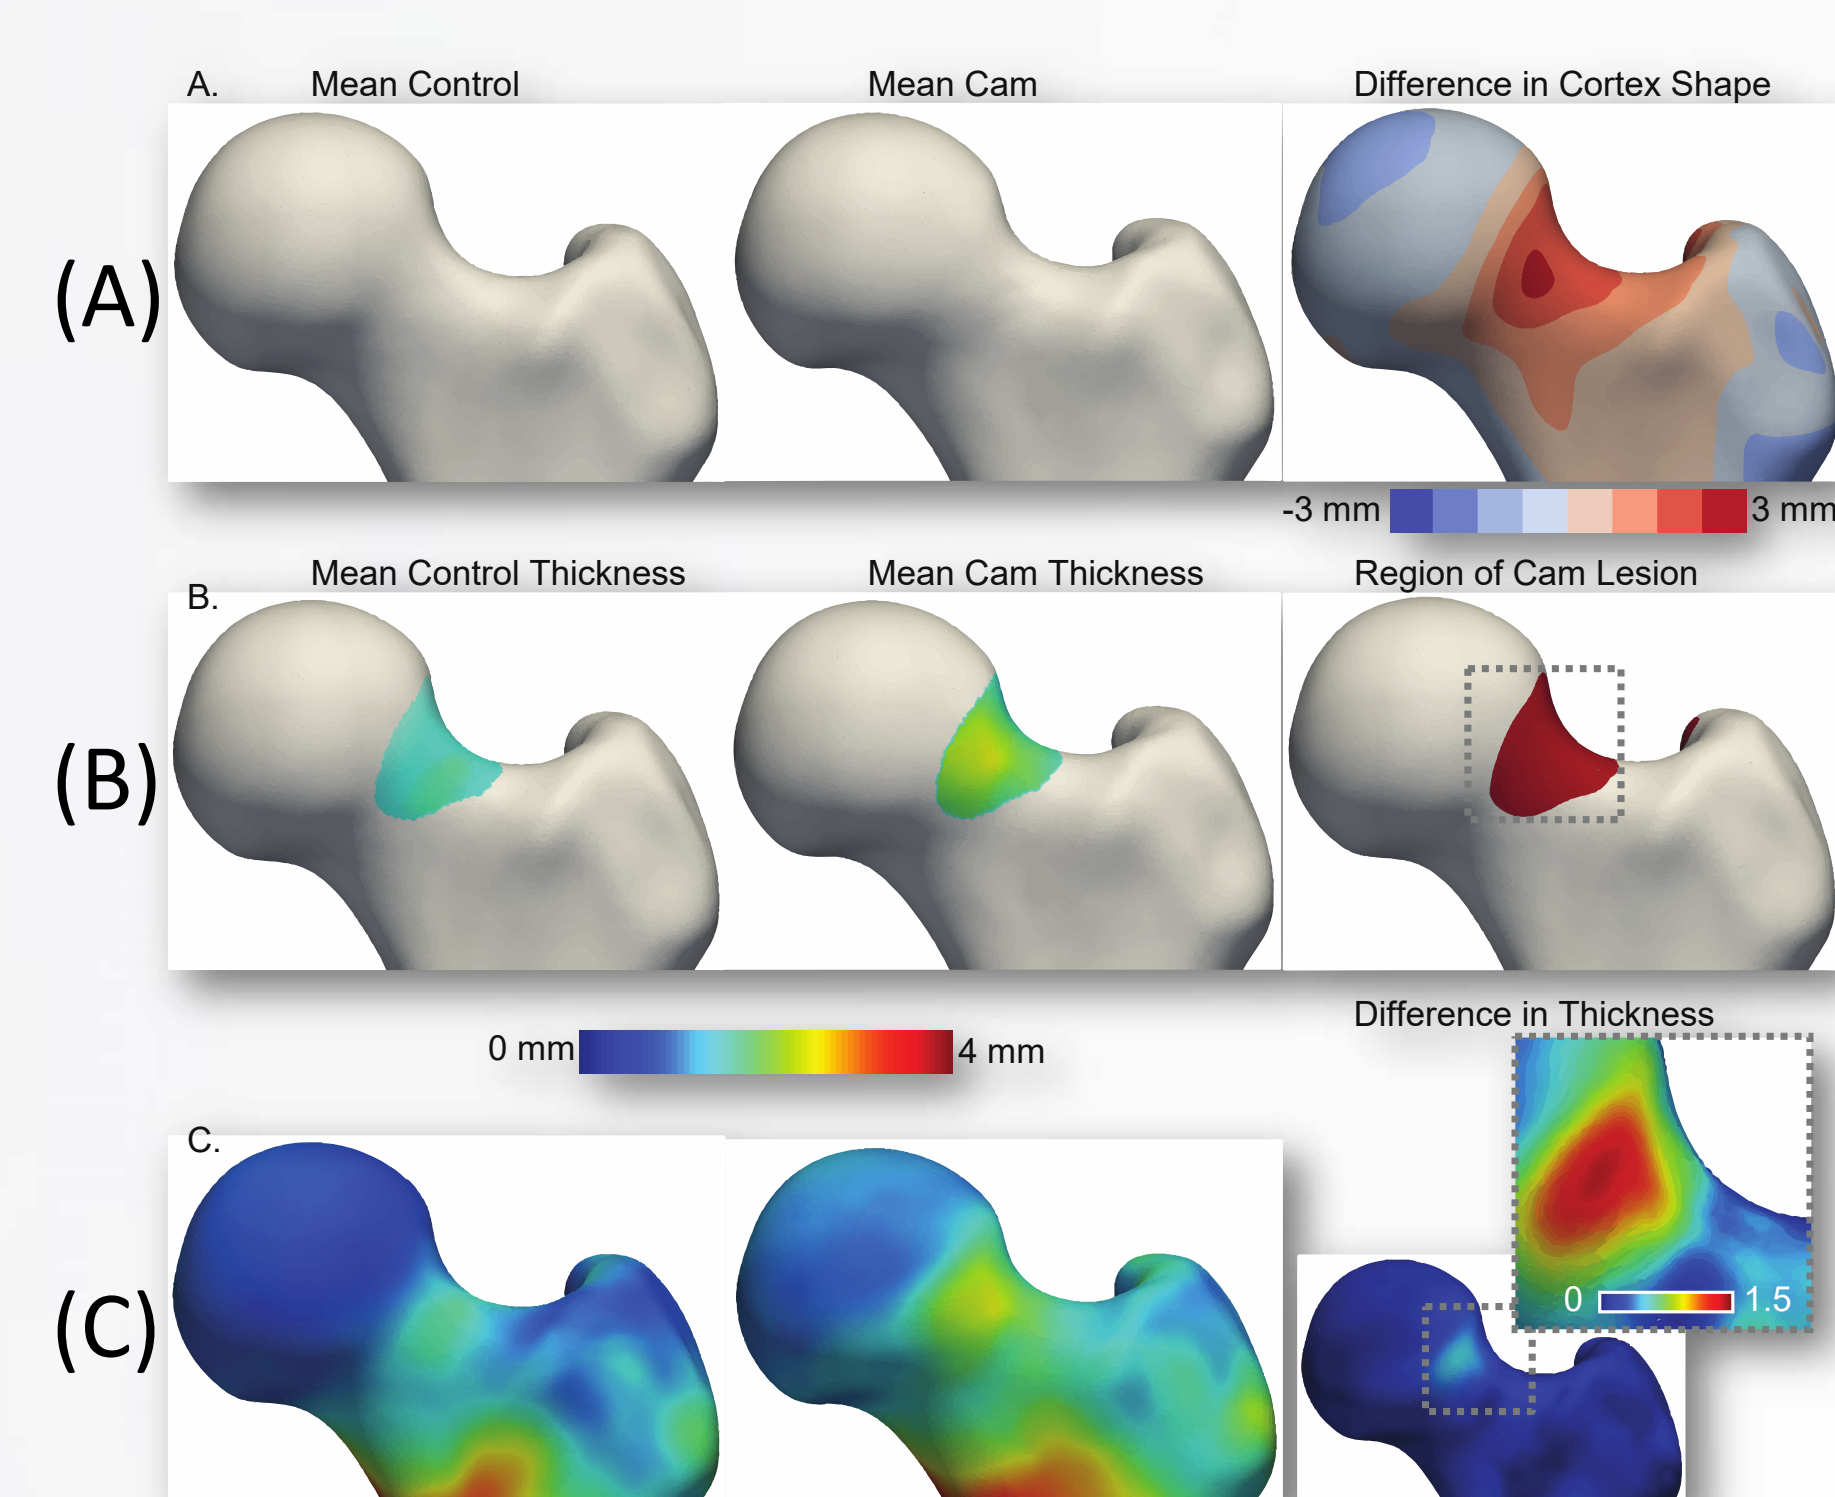 A. Mean Control Mean Cam Difference in Cortex Shape
(A)
-3 mm 3 mm
Mean Control Thickness Mean Cam Thickness Region of Cam Lesion
B.
(B)
Difference in Thickness
0 mm 4 mm
C.
0 1.5
(C)